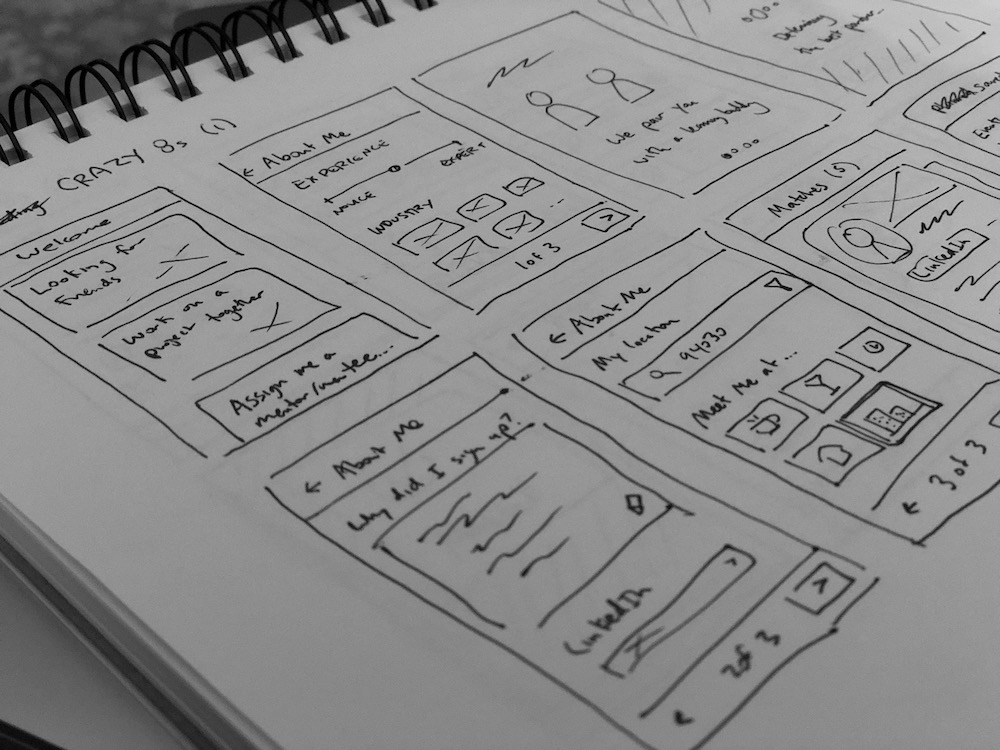 CRAZY 8s (1)
Welcome
Looking for
friends
Work on a
project together
Assign me a
mentor/mentee...
← About Me
EXPERIENCE
NOVICE
EXPERT
INDUSTRY
...
1 of 3
>
← About Me
Why did I sign up?
LinkedIn
← 2 of 3 >
← About Me
My location
94030
Meet Me at...
← 3 of 3
We pair you
with a learning buddy
Determining
the best partner...
Matches (5)
LinkedIn